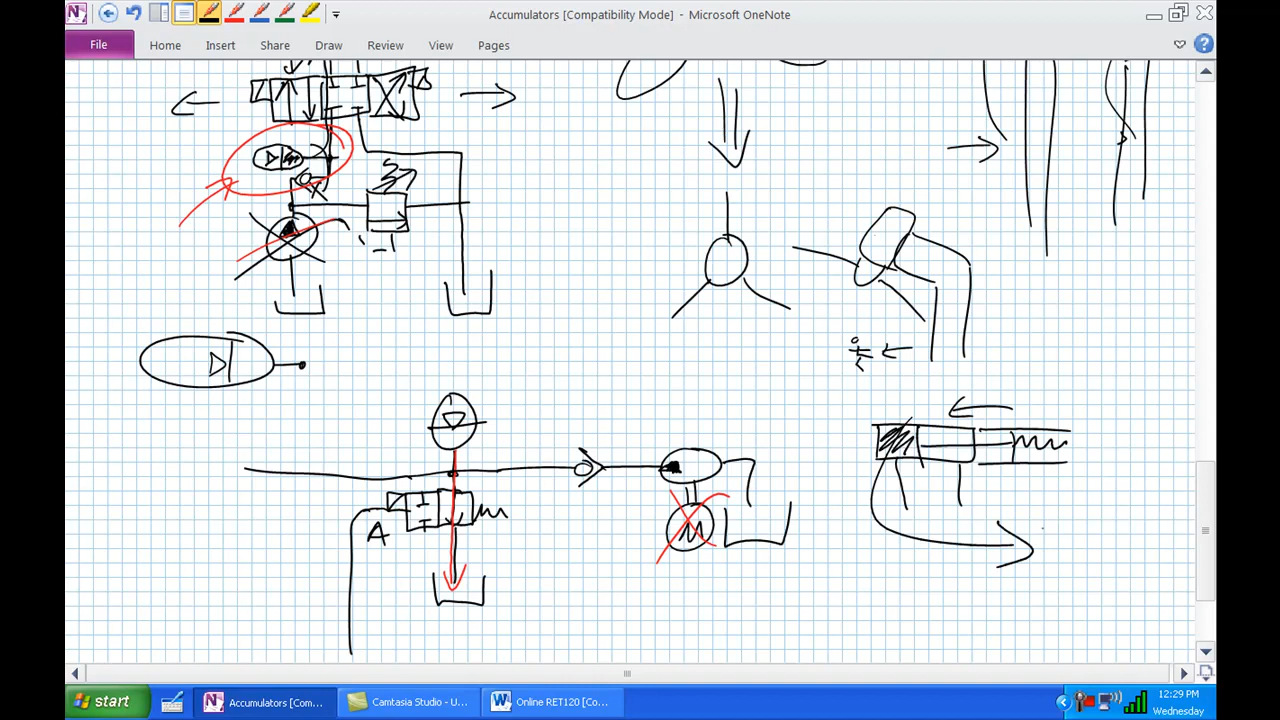 Accumulators [Compatibility Mode] - Microsoft OneNote
File Home Insert Share Draw Review View Pages
A
M
start
Accumulators [Com...
Camtasia Studio - U...
Online RET120 [Co...
12:29 PM
Wednesday